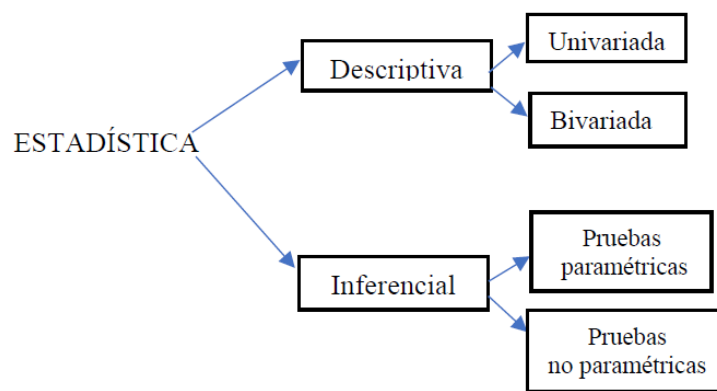 Univariada
Descriptiva
Bivariada
ESTADÍSTICA
Pruebas
paramétricas
Inferencial
Pruebas
no paramétricas